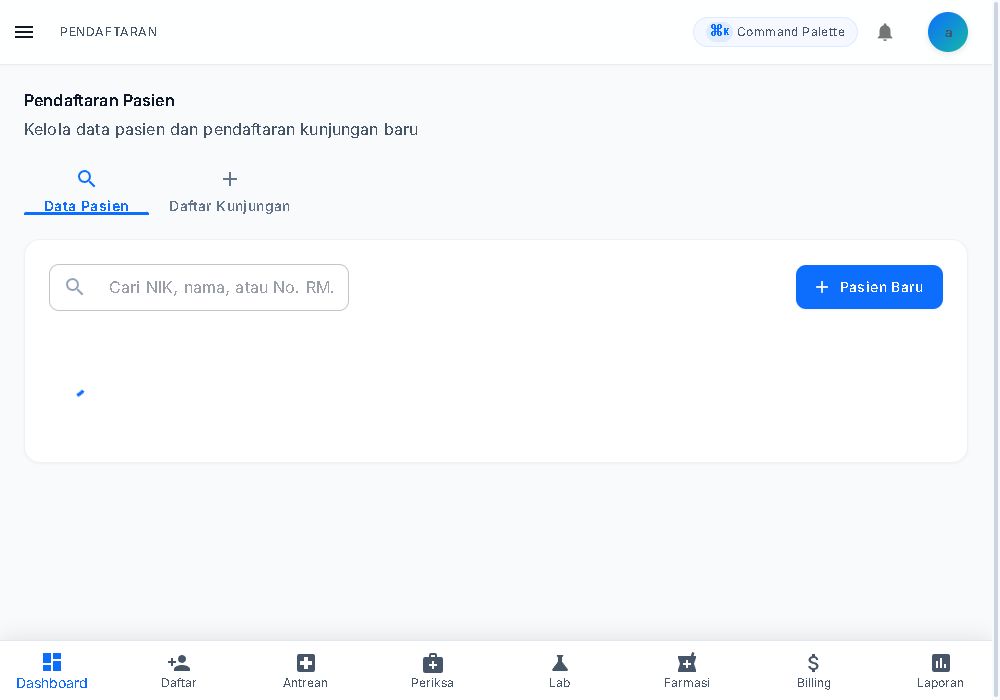 PENDAFTARAN
⌘K Command Palette
a
Pendaftaran Pasien
Kelola data pasien dan pendaftaran kunjungan baru
Data Pasien
Daftar Kunjungan
Cari NIK, nama, atau No. RM.
Pasien Baru
Dashboard
Daftar
Antrean
Periksa
Lab
Farmasi
Billing
Laporan